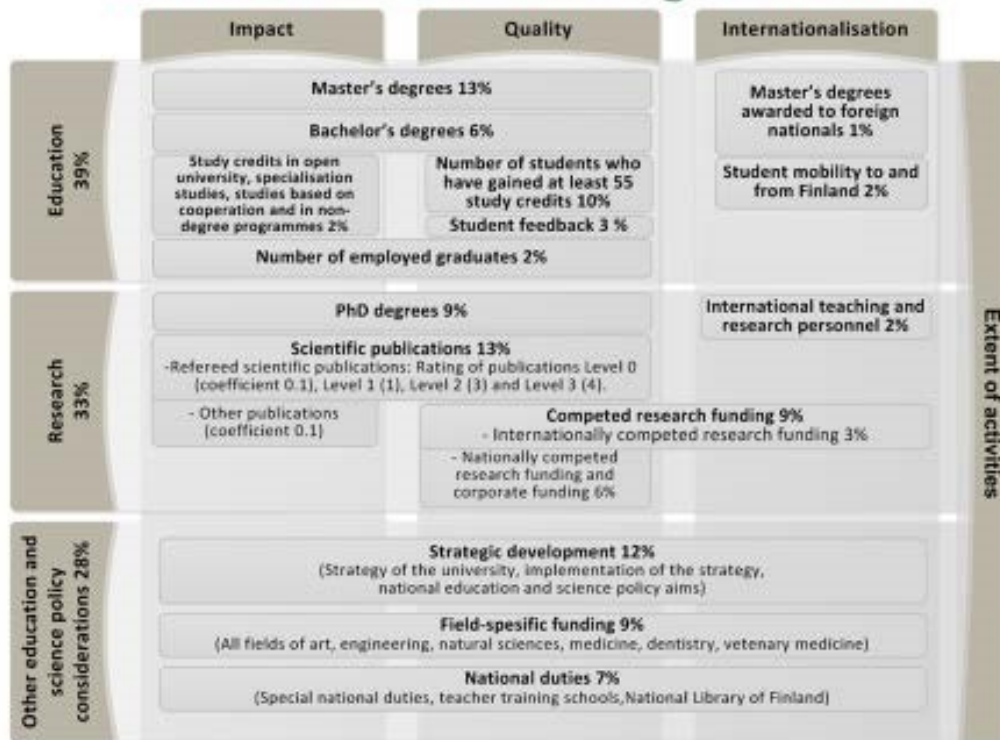 Impact
Quality
Internationalisation
Education
39%
Master's degrees 13%
Bachelor's degrees 6%
Study credits in open
university, specialisation
studies, studies based on
cooperation and in non-
degree programmes 2%
Number of students who
have gained at least 55
study credits 10%
Student feedback 3 %
Number of employed graduates 2%
Master's degrees
awarded to foreign
nationals 1%
Student mobility to and
from Finland 2%
Research
33%
PhD degrees 9%
Scientific publications 13%
-Refereed scientific publications: Rating of publications Level 0
(coefficient 0.1), Level 1 (1), Level 2 (3) and Level 3 (4).
- Other publications
(coefficient 0.1)
International teaching and
research personnel 2%
Competed research funding 9%
- Internationally competed research funding 3%
- Nationally competed
research funding and
corporate funding 6%
Other education and
science policy
considerations 28%
Strategic development 12%
(Strategy of the university, implementation of the strategy,
national education and science policy aims)
Field-spesific funding 9%
(All fields of art, engineering, natural sciences, medicine, dentistry, vetenary medicine)
National duties 7%
(Special national duties, teacher training schools,National Library of Finland)
Extent of activities